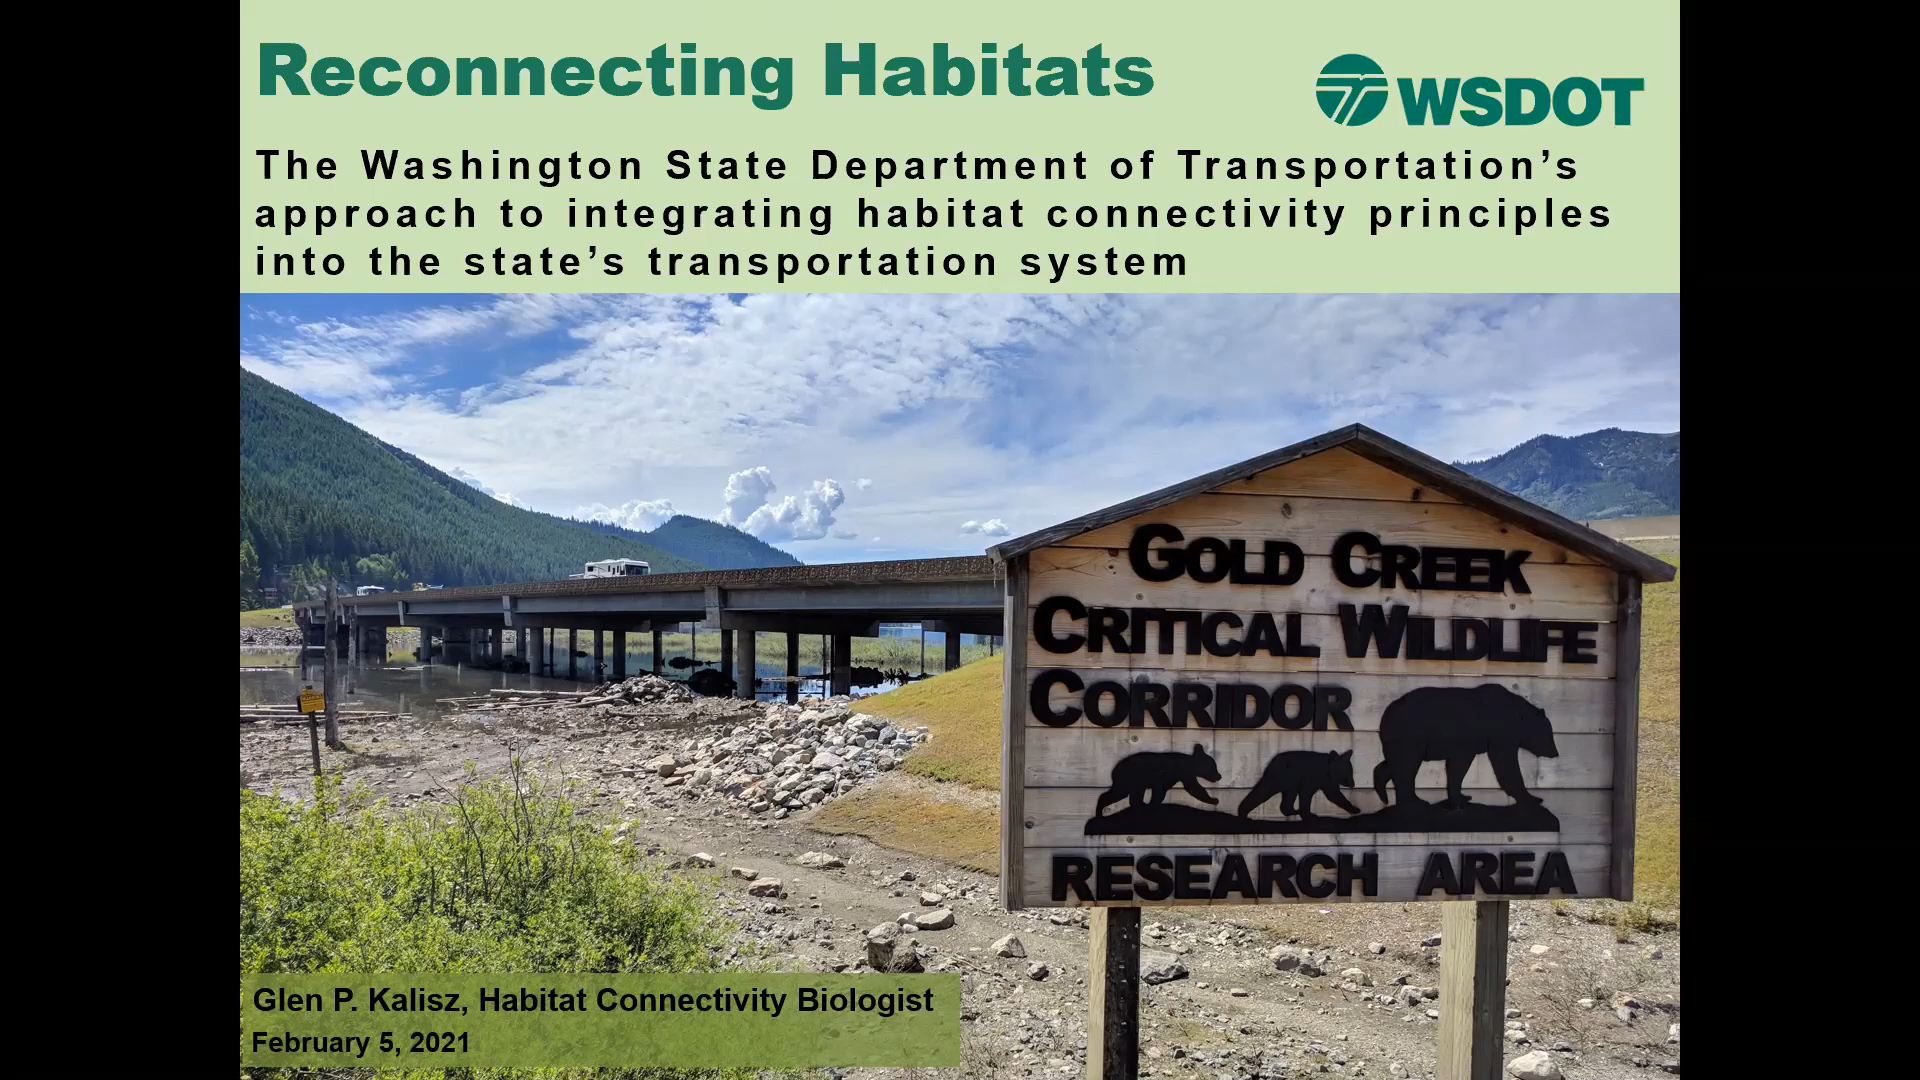 Reconnecting Habitats
WSDOT
The Washington State Department of Transportation’s
approach to integrating habitat connectivity principles
into the state’s transportation system
GOLD CREEK
CRITICAL WILDLIFE
CORRIDOR
RESEARCH AREA
Glen P. Kalisz, Habitat Connectivity Biologist
February 5, 2021